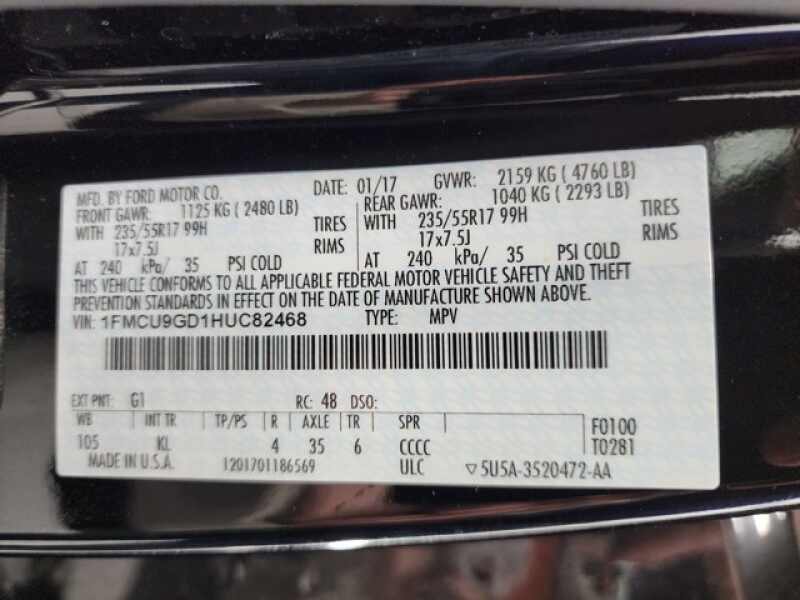 MFD. BY FORD MOTOR CO. DATE: 01/17 GVWR: 2159 KG ( 4760 LB)
FRONT GAWR: 1125 KG ( 2480 LB) REAR GAWR: 1040 KG ( 2293 LB)
WITH 235/55R17 99H TIRES 235/55R17 99H TIRES
17x7.5J RIMS 17x7.5J RIMS
AT 240 kPa/ 35 PSI COLD AT 240 kPa/ 35 PSI COLD
THIS VEHICLE CONFORMS TO ALL APPLICABLE FEDERAL MOTOR VEHICLE SAFETY AND THEFT
PREVENTION STANDARDS IN EFFECT ON THE DATE OF MANUFACTURE SHOWN ABOVE.
VIN: 1FMCU9GD1HUC82468 TYPE: MPV
EXT PNT: G1 RC: 48 DSO:
WB INT TR TP/PS R AXLE TR SPR F0100
105 KL 4 35 6 CCCC T0281
MADE IN U.S.A. 1201701186569 ULC ▽5U5A-3520472-AA